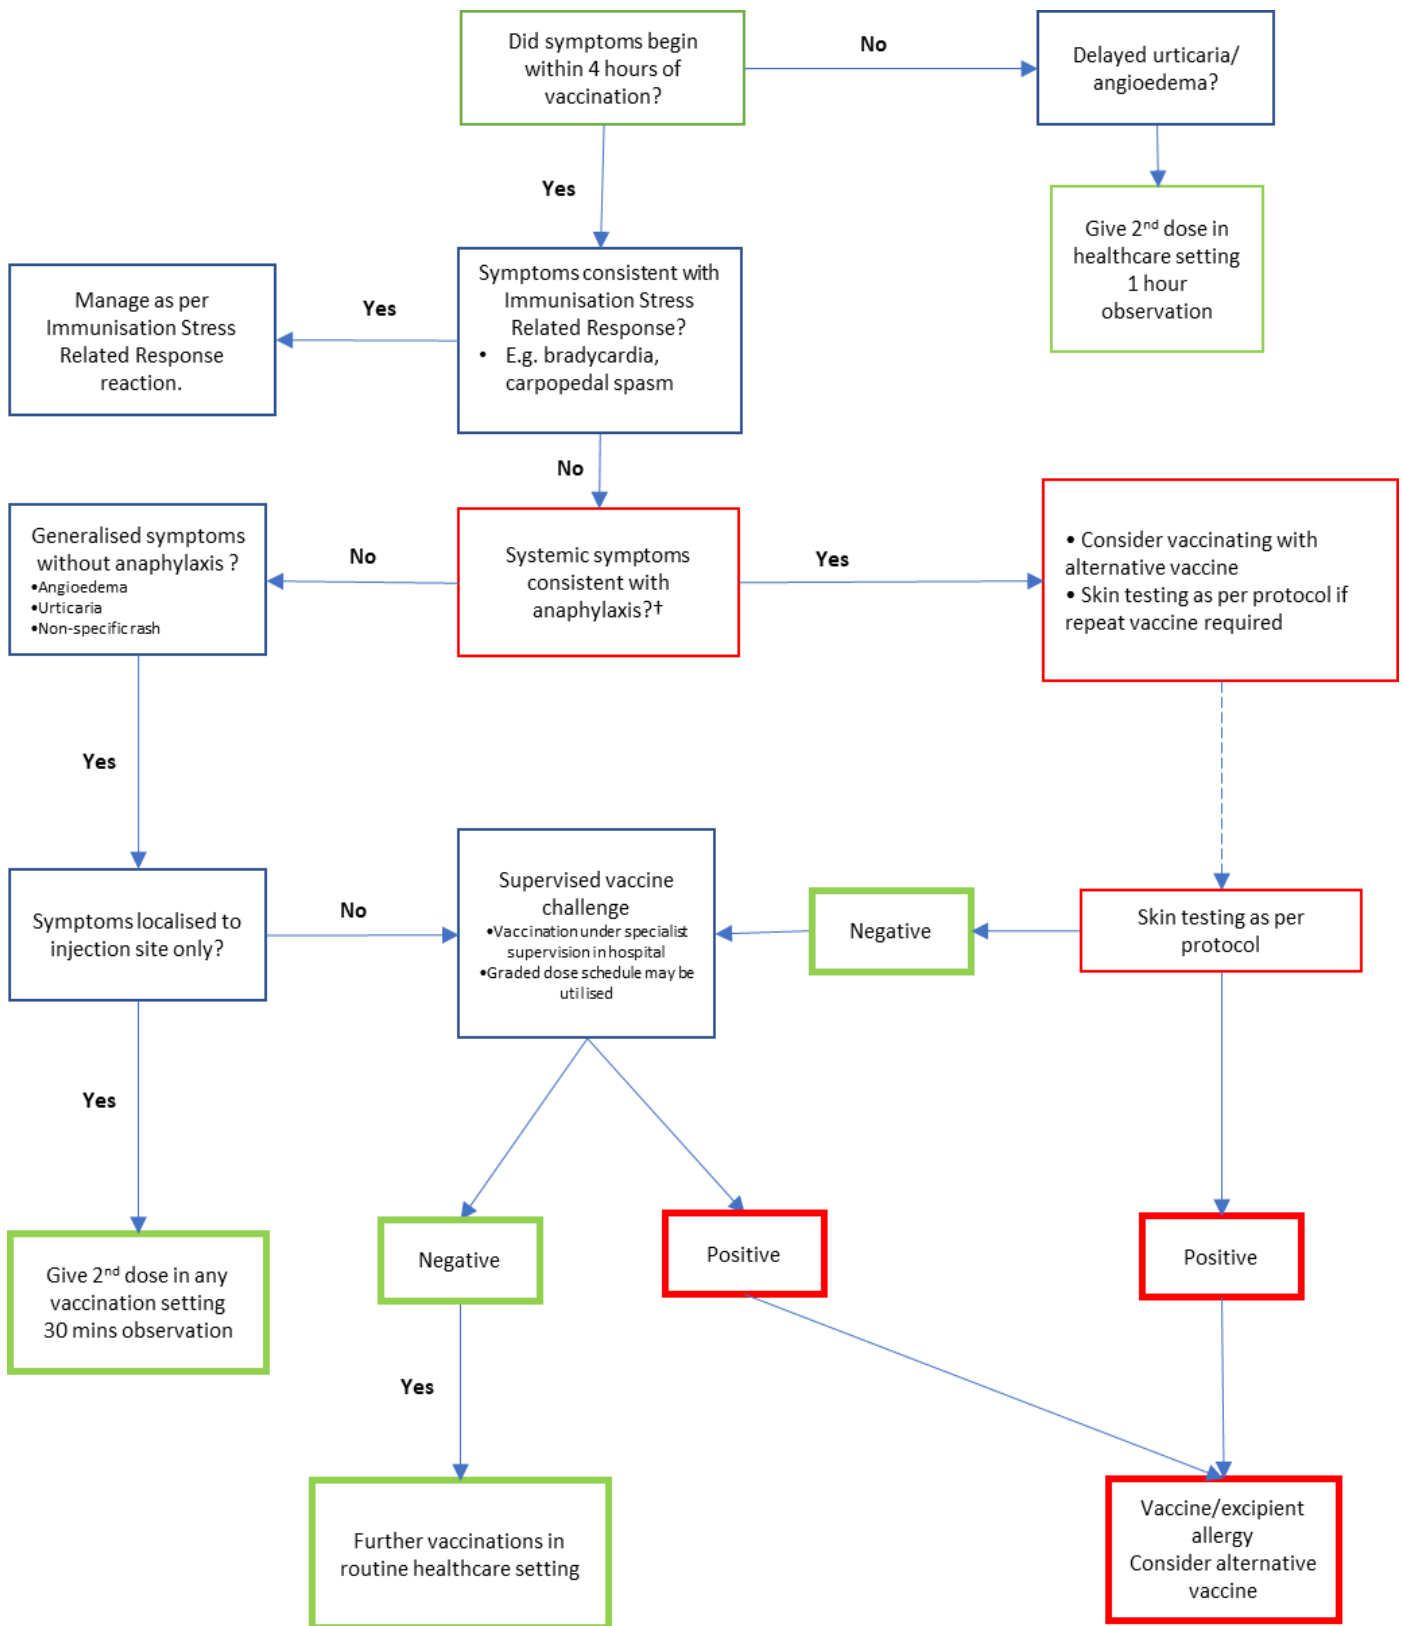 Did symptoms begin
within 4 hours of
vaccination?
No
Delayed urticaria/
angioedema?
Yes
Give 2nd dose in
healthcare setting
1 hour
observation
Symptoms consistent with
Immunisation Stress
Related Response?
• E.g. bradycardia,
carpopedal spasm
Yes
Manage as per
Immunisation Stress
Related Response
reaction.
No
Systemic symptoms
consistent with
anaphylaxis?†
No
Generalised symptoms
without anaphylaxis ?
•Angioedema
•Urticaria
•Non-specific rash
Yes
• Consider vaccinating with
alternative vaccine
• Skin testing as per protocol if
repeat vaccine required
Yes
Symptoms localised to
injection site only?
No
Supervised vaccine
challenge
•Vaccination under specialist
supervision in hospital
•Graded dose schedule may be
utilised
Negative
Skin testing as per
protocol
Yes
Give 2nd dose in any
vaccination setting
30 mins observation
Negative
Positive
Positive
Yes
Further vaccinations in
routine healthcare setting
Vaccine/excipient
allergy
Consider alternative
vaccine